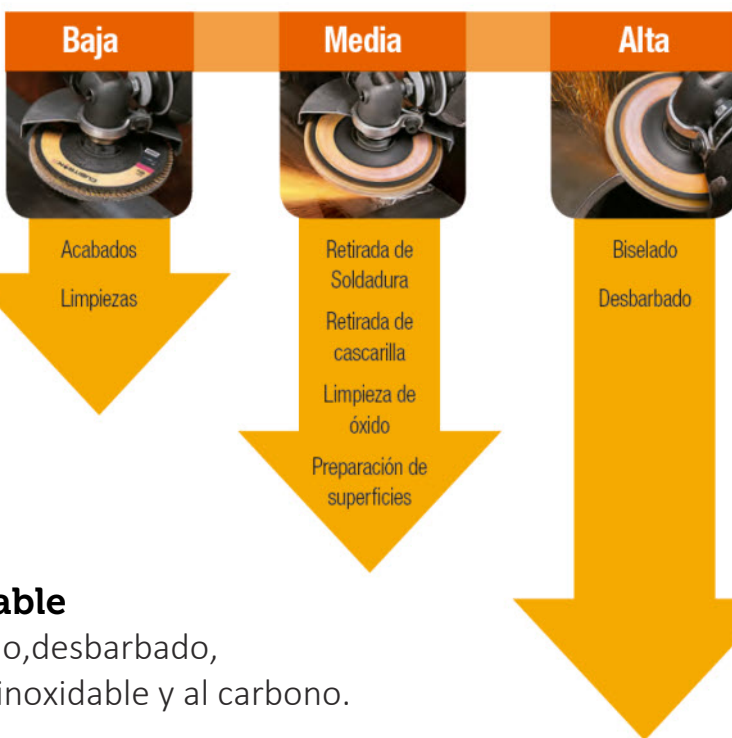 Baja
Media
Alta
Acabados
Limpiezas
Retirada de
Soldadura
Retirada de
cascarilla
Limpieza de
óxido
Preparación de
superficies
Biselado
Desbarbado
able
o,desbarbado,
inoxidable y al carbono.